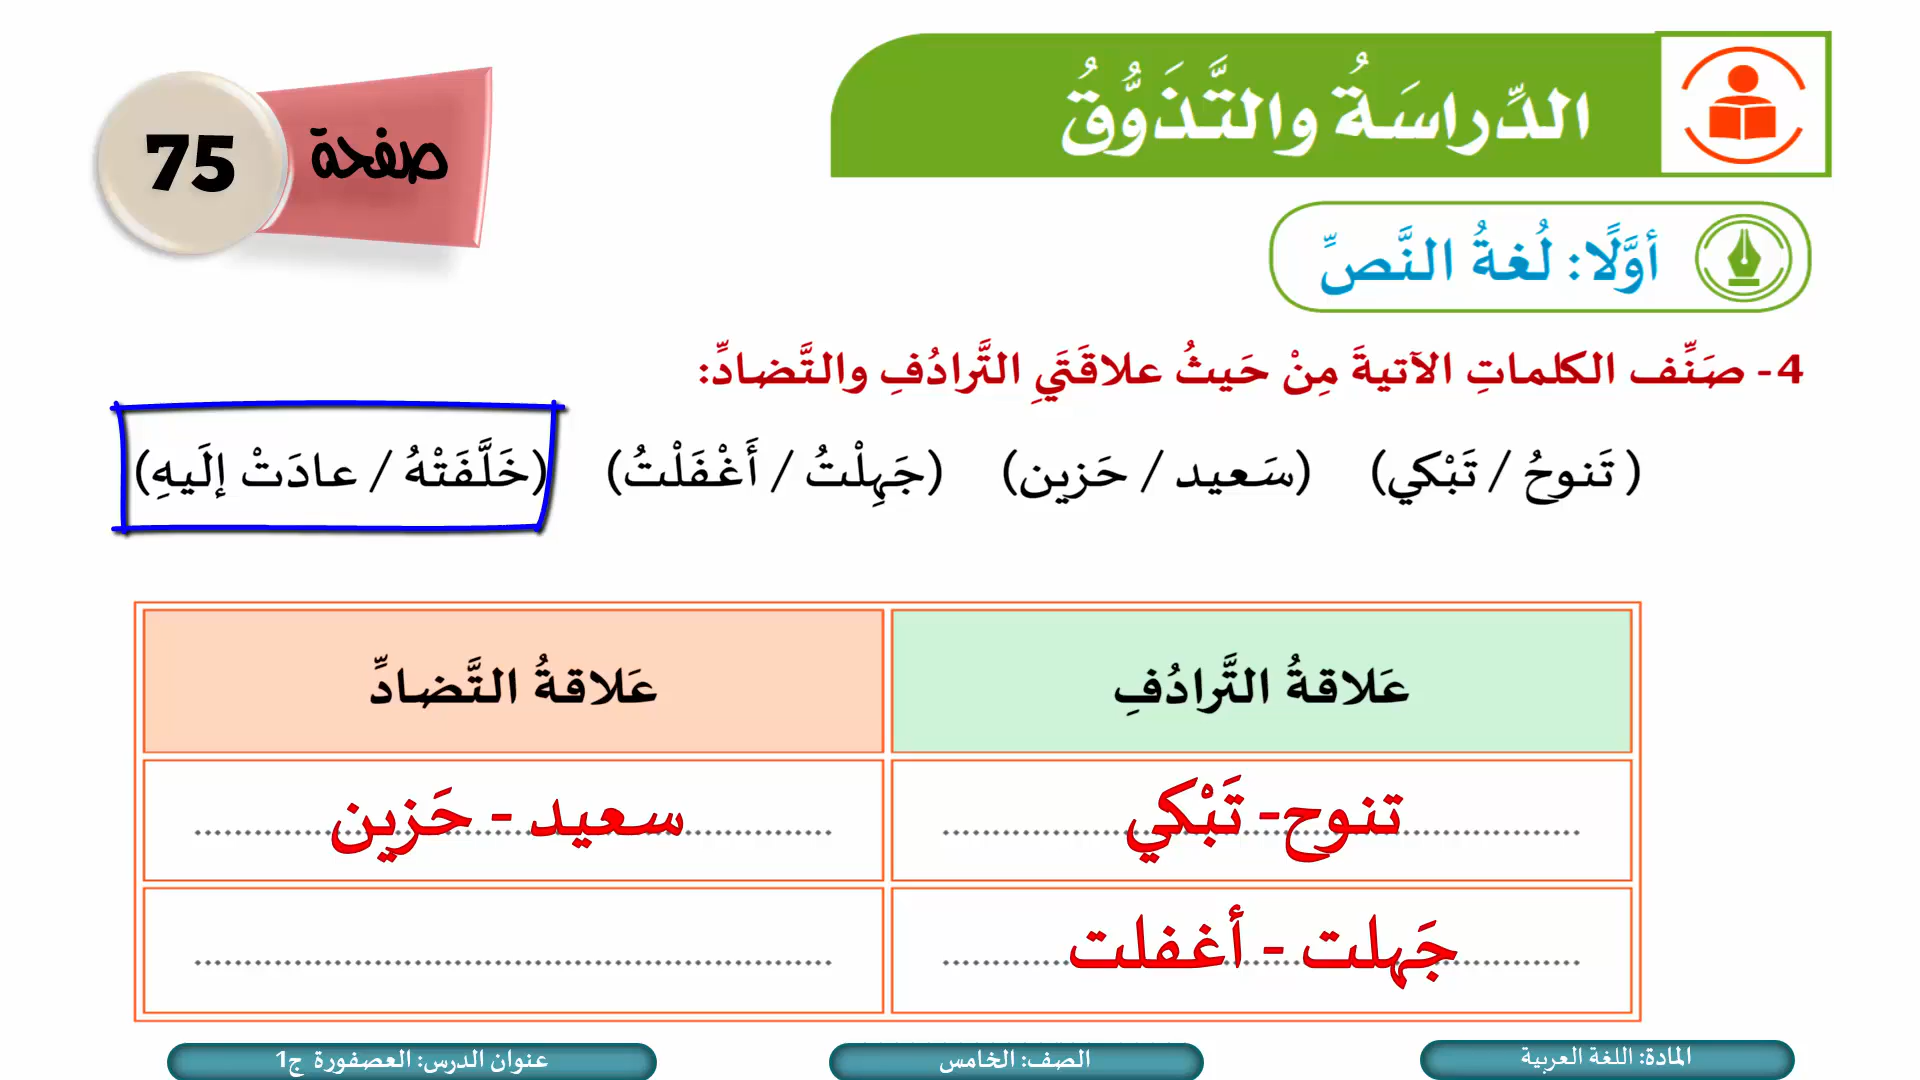 الدِّراسَةُ والتَّذَوُّقُ
صفحة 75
أوَّلًا: لُغةُ النَّصِّ
4- صَنِّف الكلماتِ الآتيةَ مِنْ حَيثُ علاقَتَيِ التَّرادُفِ والتَّضادِّ:
( تَنوحُ / تَبْكي) (سَعيد / حَزين) (جَهِلْتُ / أَغْفَلْتُ) (خَلَّفَتْهُ / عادَتْ إلَيهِ)
عَلاقةُ التَّرادُفِ عَلاقةُ التَّضادِّ
تنوح- تَبْكي سعيد - حَزين
جَهلت - أغفلت
المادة: اللغة العربية الصف: الخامس عنوان الدرس: العصفورة ج1